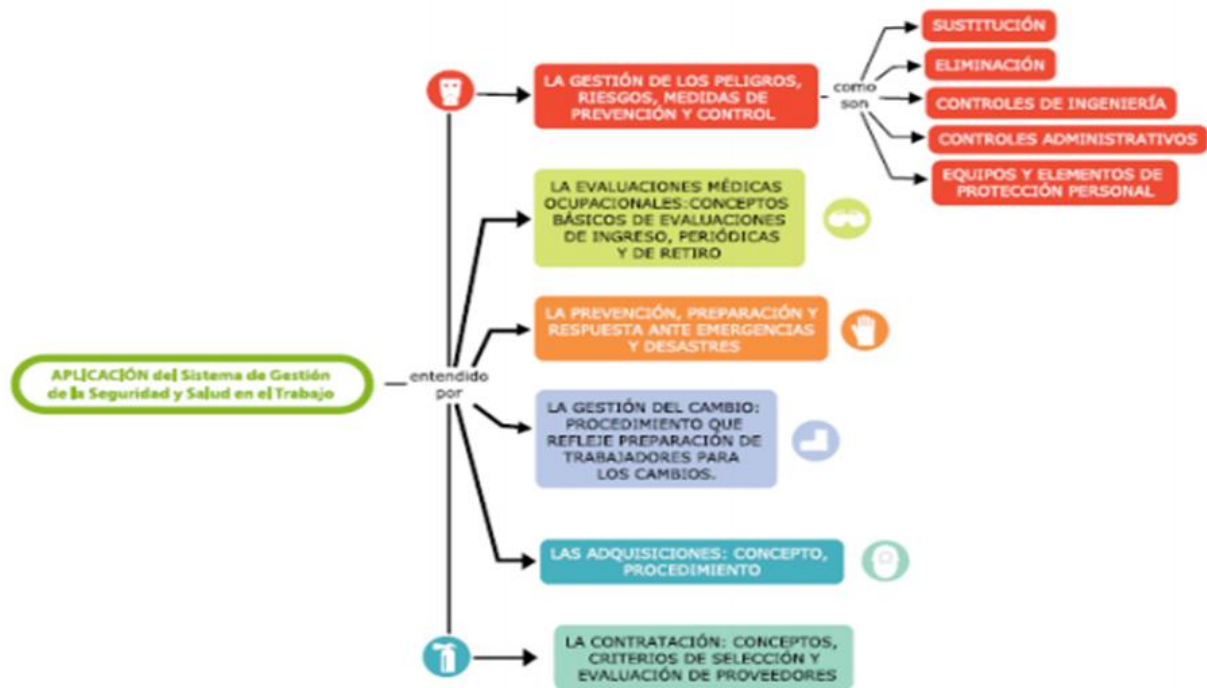 APLICACIÓN del Sistema de Gestión
de la Seguridad y Salud en el Trabajo
entendido
por
LA GESTIÓN DE LOS PELIGROS,
RIESGOS, MEDIDAS DE
PREVENCIÓN Y CONTROL
como
son
SUSTITUCIÓN
ELIMINACIÓN
CONTROLES DE INGENIERÍA
CONTROLES ADMINISTRATIVOS
EQUIPOS Y ELEMENTOS DE
PROTECCIÓN PERSONAL
LA EVALUACIONES MÉDICAS
OCUPACIONALES:CONCEPTOS
BÁSICOS DE EVALUACIONES
DE INGRESO, PERIÓDICAS
Y DE RETIRO
LA PREVENCIÓN, PREPARACIÓN Y
RESPUESTA ANTE EMERGENCIAS
Y DESASTRES
LA GESTIÓN DEL CAMBIO:
PROCEDIMIENTO QUE
REFLEJE PREPARACIÓN DE
TRABAJADORES PARA
LOS CAMBIOS.
LAS ADQUISICIONES: CONCEPTO,
PROCEDIMIENTO
LA CONTRATACIÓN: CONCEPTOS,
CRITERIOS DE SELECCIÓN Y
EVALUACIÓN DE PROVEEDORES